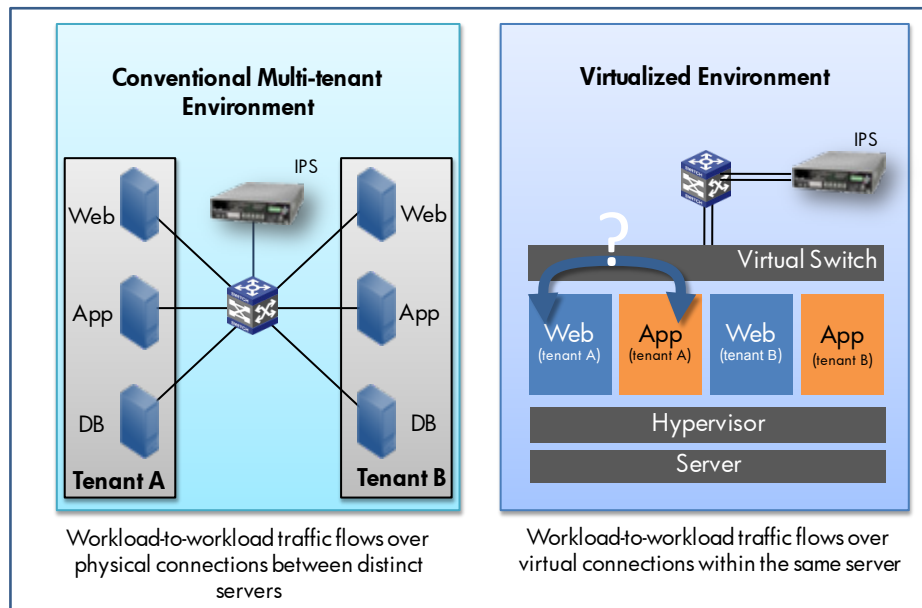 Conventional Multi-tenant
Environment
IPS
Web
Web
SWITCH
App
App
DB
DB
Tenant A
Tenant B
Workload-to-workload traffic flows over
physical connections between distinct
servers
Virtualized Environment
IPS
SWITCH
?
Virtual Switch
Web
(tenant A)
App
(tenant A)
Web
(tenant B)
App
(tenant B)
Hypervisor
Server
Workload-to-workload traffic flows over
virtual connections within the same server